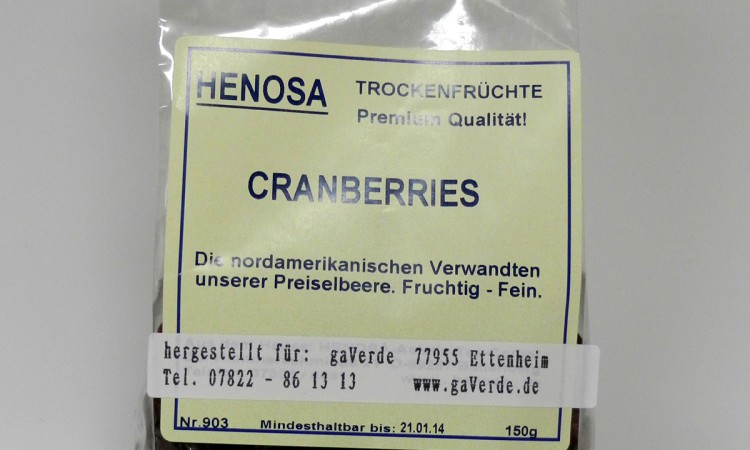 HENOSA TROCKENFRÜCHTE
Premium Qualität!
CRANBERRIES
Die nordamerikanischen Verwandten
unserer Preiselbeere. Fruchtig - Fein.
hergestellt für: gaVerde 77955 Ettenheim
Tel. 07822 - 86 13 13 www.gaVerde.de
Nr.903 Mindesthaltbar bis: 21.01.14 150g